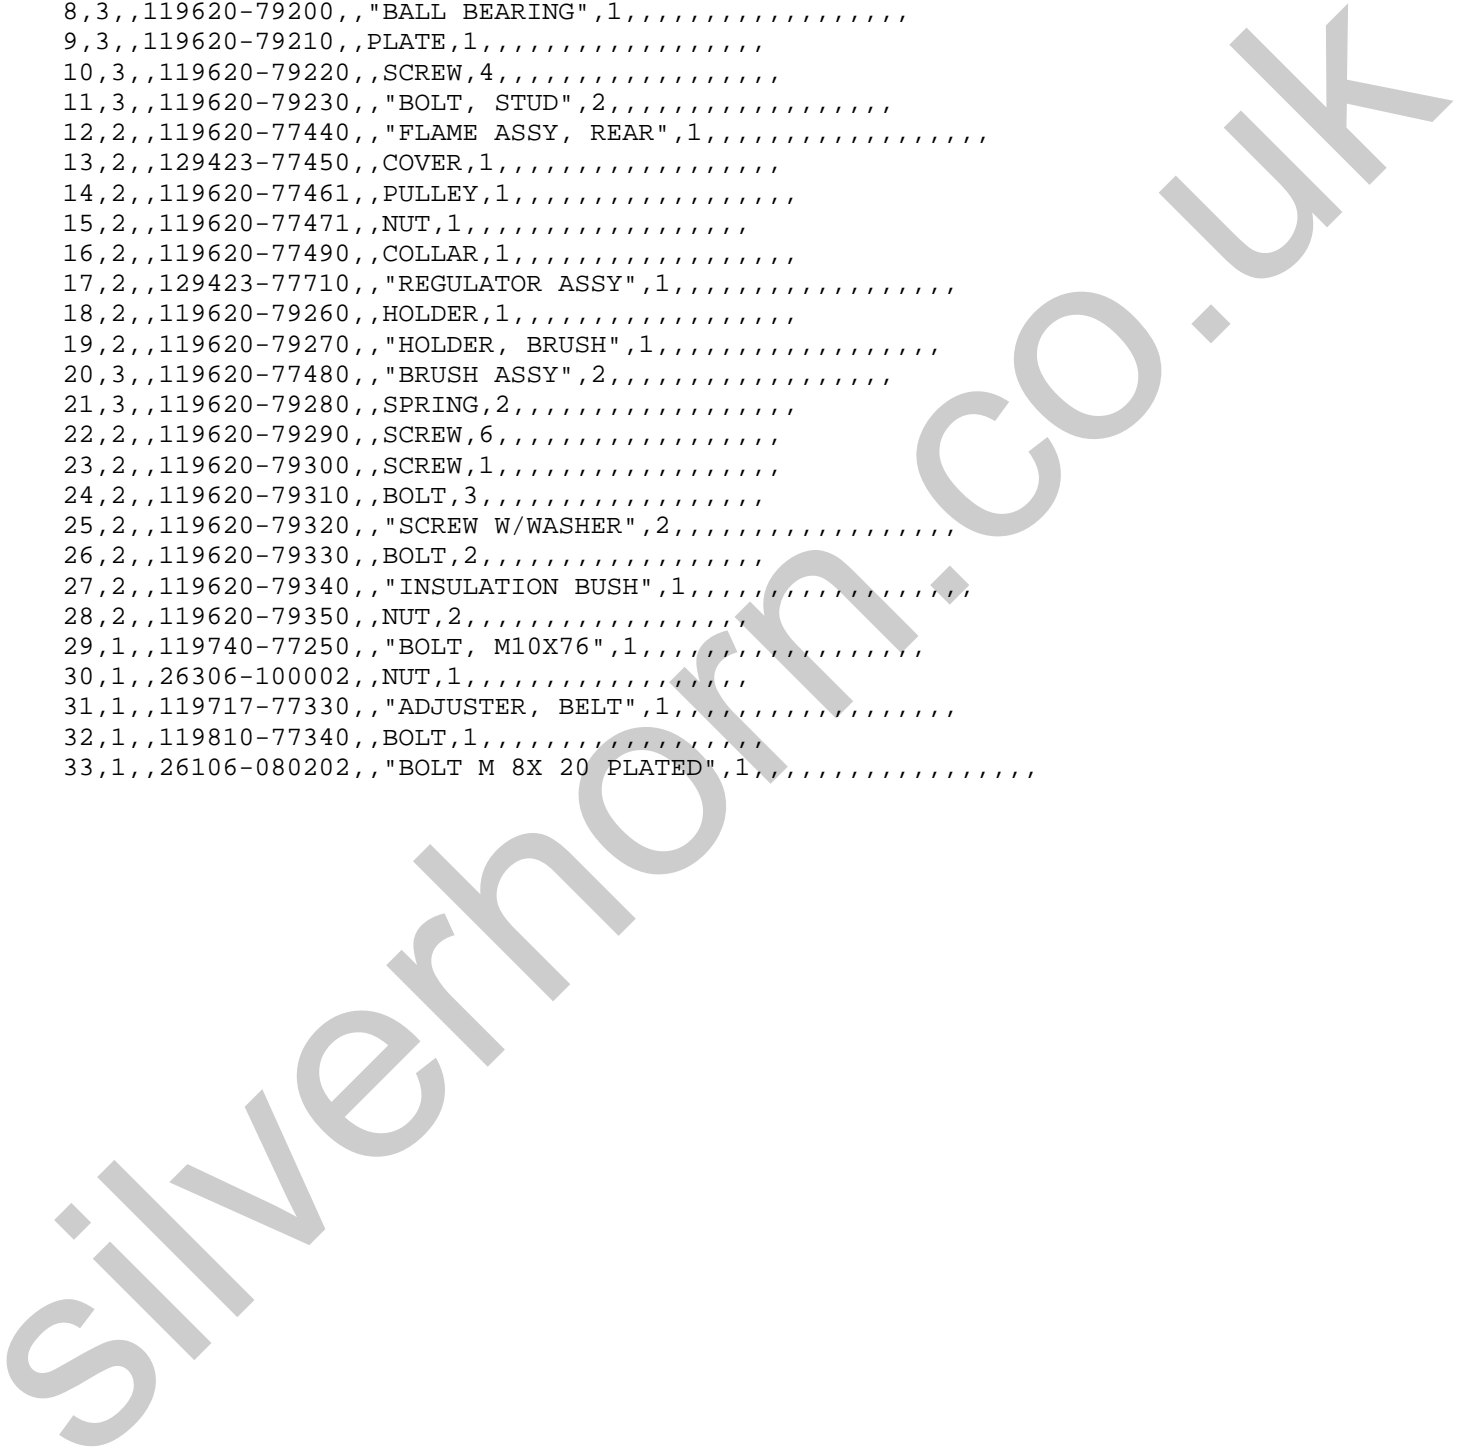 8,3,,119620-79200,,"BALL BEARING",1,,,,,,,,,,,,,,,,,,
9,3,,119620-79210,,PLATE,1,,,,,,,,,,,,,,,,,,
10,3,,119620-79220,,SCREW,4,,,,,,,,,,,,,,,,,,
11,3,,119620-79230,,"BOLT, STUD",2,,,,,,,,,,,,,,,,,,
12,2,,119620-77440,,"FLAME ASSY, REAR",1,,,,,,,,,,,,,,,,,,
13,2,,129423-77450,,COVER,1,,,,,,,,,,,,,,,,,,
14,2,,119620-77461,,PULLEY,1,,,,,,,,,,,,,,,,,,
15,2,,119620-77471,,NUT,1,,,,,,,,,,,,,,,,,,
16,2,,119620-77490,,COLLAR,1,,,,,,,,,,,,,,,,,,
17,2,,129423-77710,,"REGULATOR ASSY",1,,,,,,,,,,,,,,,,,,
18,2,,119620-79260,,HOLDER,1,,,,,,,,,,,,,,,,,,
19,2,,119620-79270,,"HOLDER, BRUSH",1,,,,,,,,,,,,,,,,,,
20,3,,119620-77480,,"BRUSH ASSY",2,,,,,,,,,,,,,,,,,,
21,3,,119620-79280,,SPRING,2,,,,,,,,,,,,,,,,,,
22,2,,119620-79290,,SCREW,6,,,,,,,,,,,,,,,,,,
23,2,,119620-79300,,SCREW,1,,,,,,,,,,,,,,,,,,
24,2,,119620-79310,,BOLT,3,,,,,,,,,,,,,,,,,,
25,2,,119620-79320,,"SCREW W/WASHER",2,,,,,,,,,,,,,,,,,,
26,2,,119620-79330,,BOLT,2,,,,,,,,,,,,,,,,,,
27,2,,119620-79340,,"INSULATION BUSH",1,,,,,,,,,,,,,,,,,,
28,2,,119620-79350,,NUT,2,,,,,,,,,,,,,,,,,,
29,1,,119740-77250,,"BOLT, M10X76",1,,,,,,,,,,,,,,,,,,
30,1,,26306-100002,,NUT,1,,,,,,,,,,,,,,,,,,
31,1,,119717-77330,,"ADJUSTER, BELT",1,,,,,,,,,,,,,,,,,,
32,1,,119810-77340,,BOLT,1,,,,,,,,,,,,,,,,,,
33,1,,26106-080202,,"BOLT M 8X 20 PLATED",1,,,,,,,,,,,,,,,,,,
silverhorn.co.uk